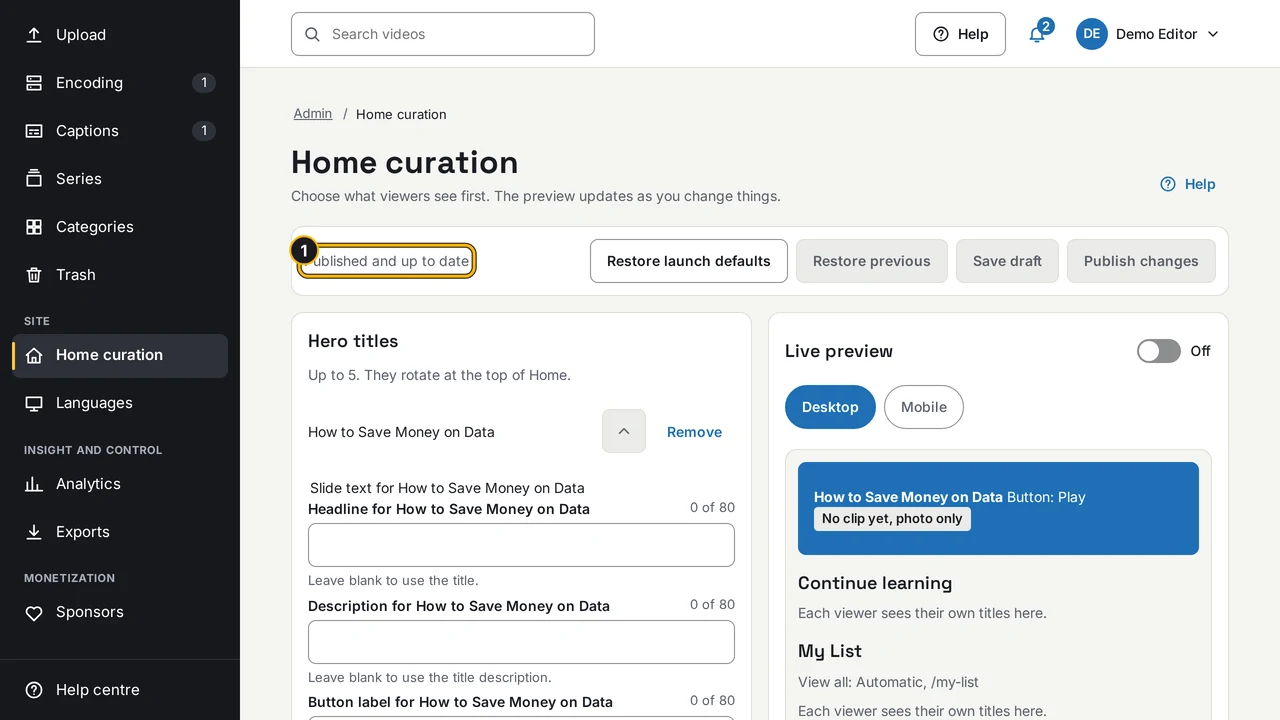 Upload
Encoding 1
Captions 1
Series
Categories
Trash
SITE
Home curation
Languages
INSIGHT AND CONTROL
Analytics
Exports
MONETIZATION
Sponsors
Help centre
Search videos
Help
2
DE Demo Editor
Admin / Home curation
Home curation
Choose what viewers see first. The preview updates as you change things.
Help
1
ublished and up to date
Restore launch defaults
Restore previous
Save draft
Publish changes
Hero titles
Up to 5. They rotate at the top of Home.
How to Save Money on Data
Remove
Slide text for How to Save Money on Data
Headline for How to Save Money on Data 0 of 80
Leave blank to use the title.
Description for How to Save Money on Data 0 of 80
Leave blank to use the title description.
Button label for How to Save Money on Data 0 of 80
Live preview
Off
Desktop
Mobile
How to Save Money on Data Button: Play
No clip yet, photo only
Continue learning
Each viewer sees their own titles here.
My List
View all: Automatic, /my-list
Each viewer sees their own titles here.